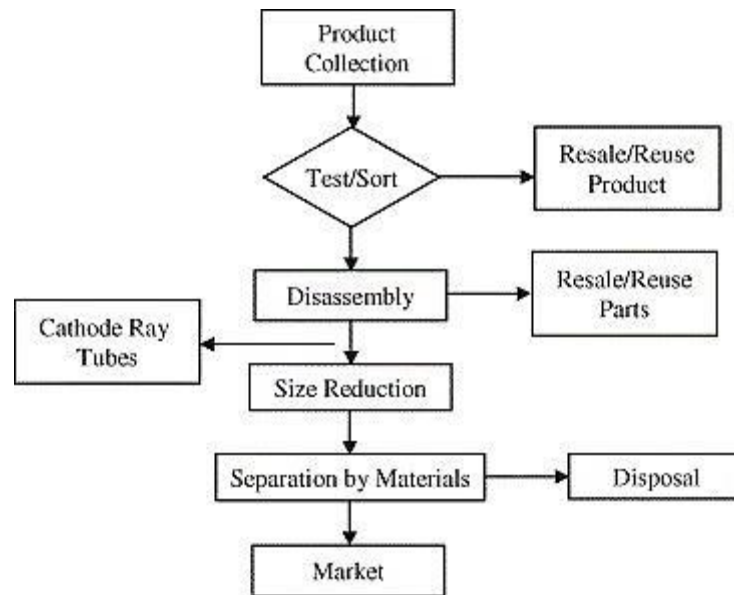 Product
Collection
Test/Sort
Resale/Reuse
Product
Disassembly
Resale/Reuse
Parts
Cathode Ray
Tubes
Size Reduction
Separation by Materials
Disposal
Market